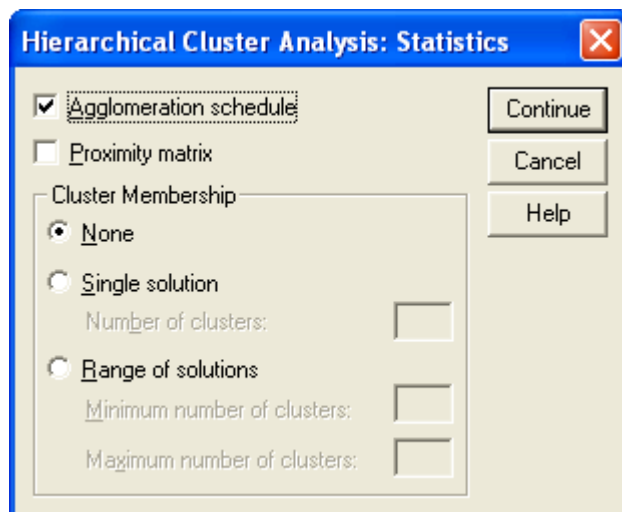 Hierarchical Cluster Analysis: Statistics
Agglomeration schedule
Continue
Proximity matrix
Cancel
Cluster Membership
Help
None
Single solution
Number of clusters:
Range of solutions
Minimum number of clusters:
Maximum number of clusters: